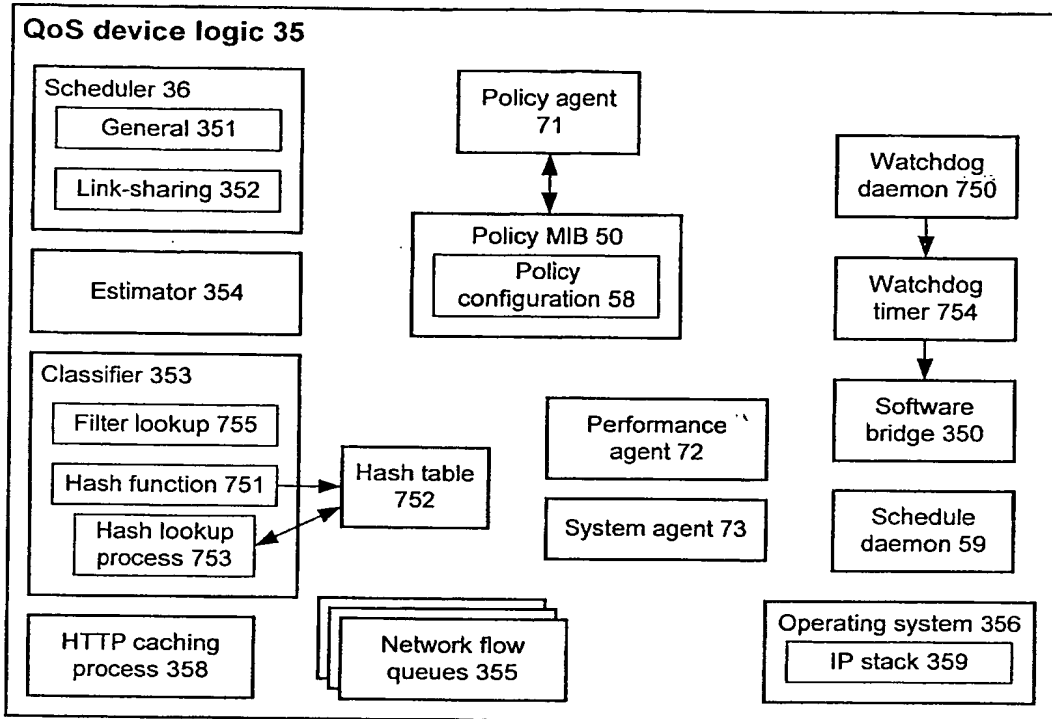 QoS device logic 35
Scheduler 36
General 351
Link-sharing 352
Estimator 354
Classifier 353
Filter lookup 755
Hash function 751
Hash lookup
process 753
HTTP caching
process 358
Policy agent
71
Policy MIB 50
Policy
configuration 58
Hash table
752
Network flow
queues 355
Performance
agent 72
System agent 73
Watchdog
daemon 750
Watchdog
timer 754
Software
bridge 350
Schedule
daemon 59
Operating system 356
IP stack 359